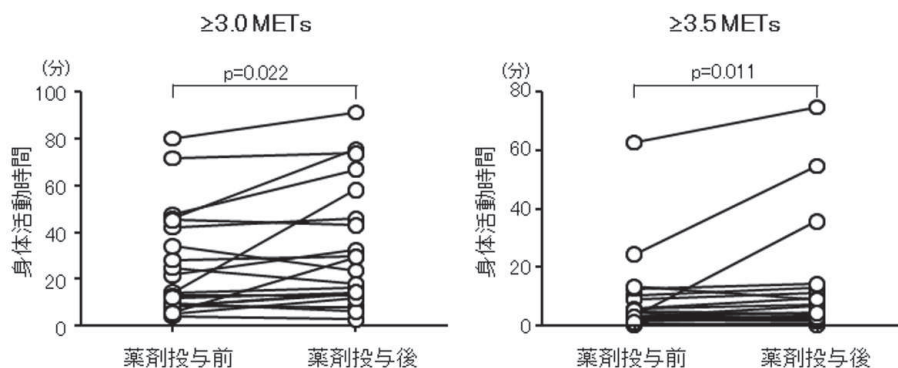 ≥3.0 METs
(分)
p=0.022
100
80
60
40
20
0
身体活動時間
薬剤投与前
薬剤投与後
≥3.5 METs
(分)
p=0.011
80
60
40
20
0
身体活動時間
薬剤投与前
薬剤投与後